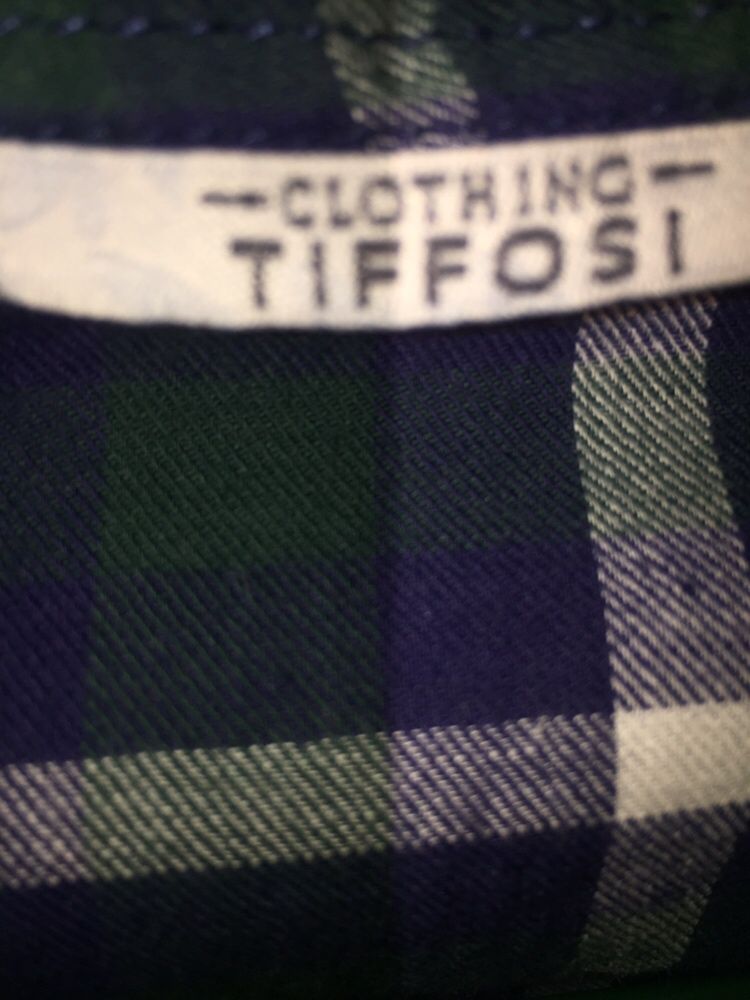 — CLOTHING —
TIFFOSI